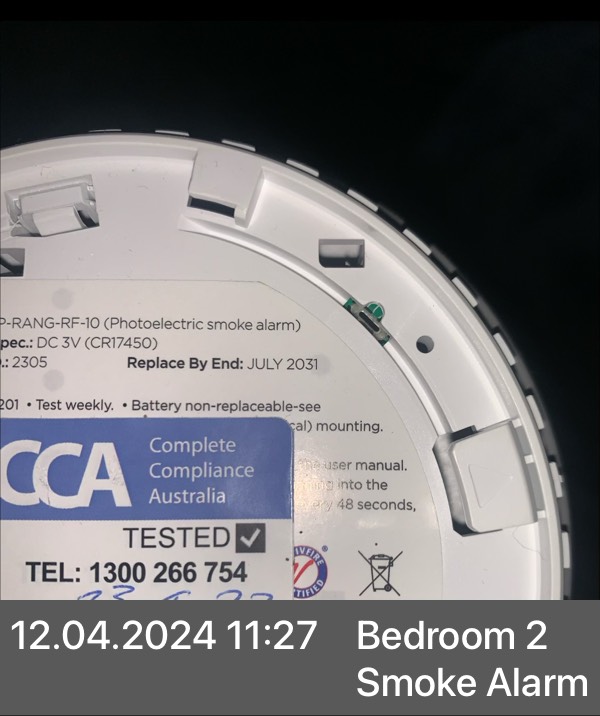 P-RANG-RF-10 (Photoelectric smoke alarm)
pec.: DC 3V (CR17450)
.: 2305 Replace By End: JULY 2031
201 • Test weekly. • Battery non-replaceable-see
cal) mounting.
user manual.
into the
48 seconds,
CCA
Complete
Compliance
Australia
TESTED
TEL: 1300 266 754
12.04.2024 11:27
Bedroom 2
Smoke Alarm